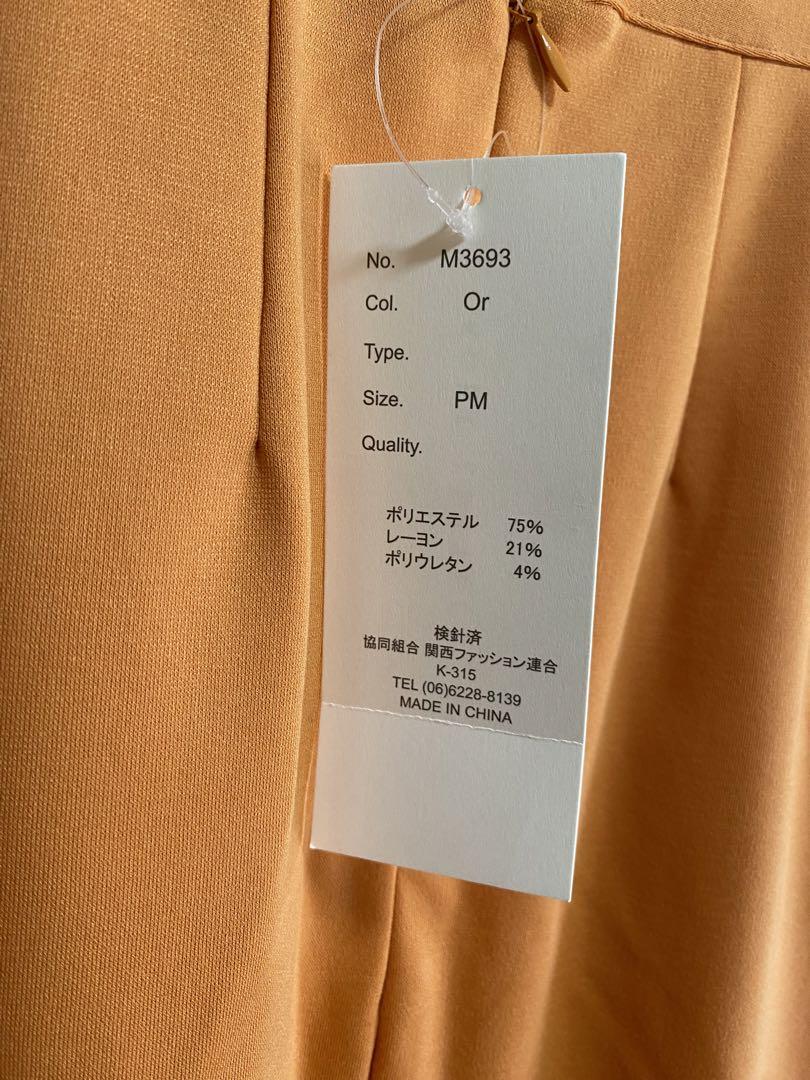 No. M3693
Col. Or
Type.
Size. PM
Quality.
ポリエステル 75%
レーヨン 21%
ポリウレタン 4%
検針済
協同組合 関西ファッション連合
K-315
TEL (06)6228-8139
MADE IN CHINA